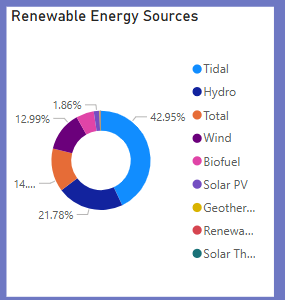 Renewable Energy Sources
1.86%
12.99%
42.95%
14....
21.78%
Tidal
Hydro
Total
Wind
Biofuel
Solar PV
Geother...
Renewa...
Solar Th...